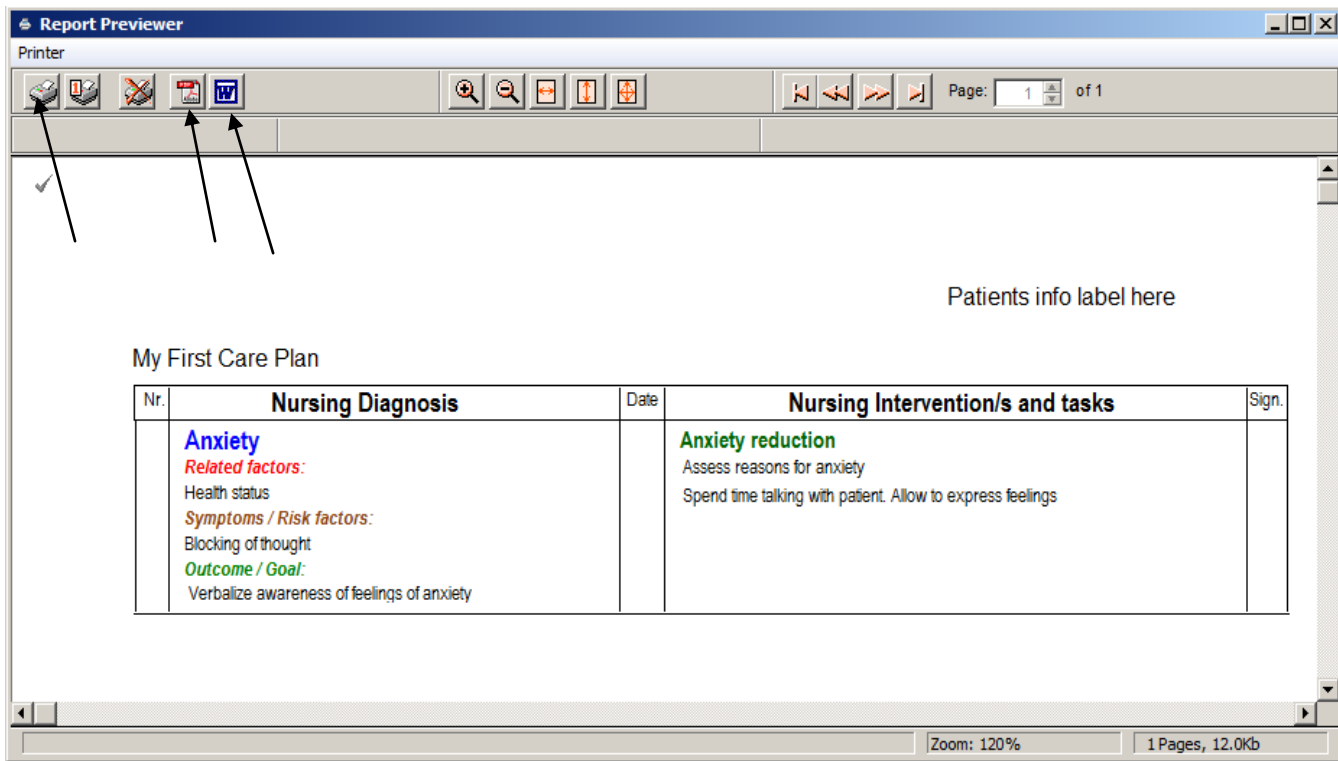 Report Previewer
Printer
1 W Page: 1 of 1
Patients info label here
My First Care Plan
Nr. Nursing Diagnosis Date Nursing Intervention/s and tasks Sign.
Anxiety Anxiety reduction
Related factors: Assess reasons for anxiety
Health status Spend time talking with patient. Allow to express feelings
Symptoms / Risk factors:
Blocking of thought
Outcome / Goal:
Verbalize awareness of feelings of anxiety
Zoom: 120% 1 Pages, 12.0Kb